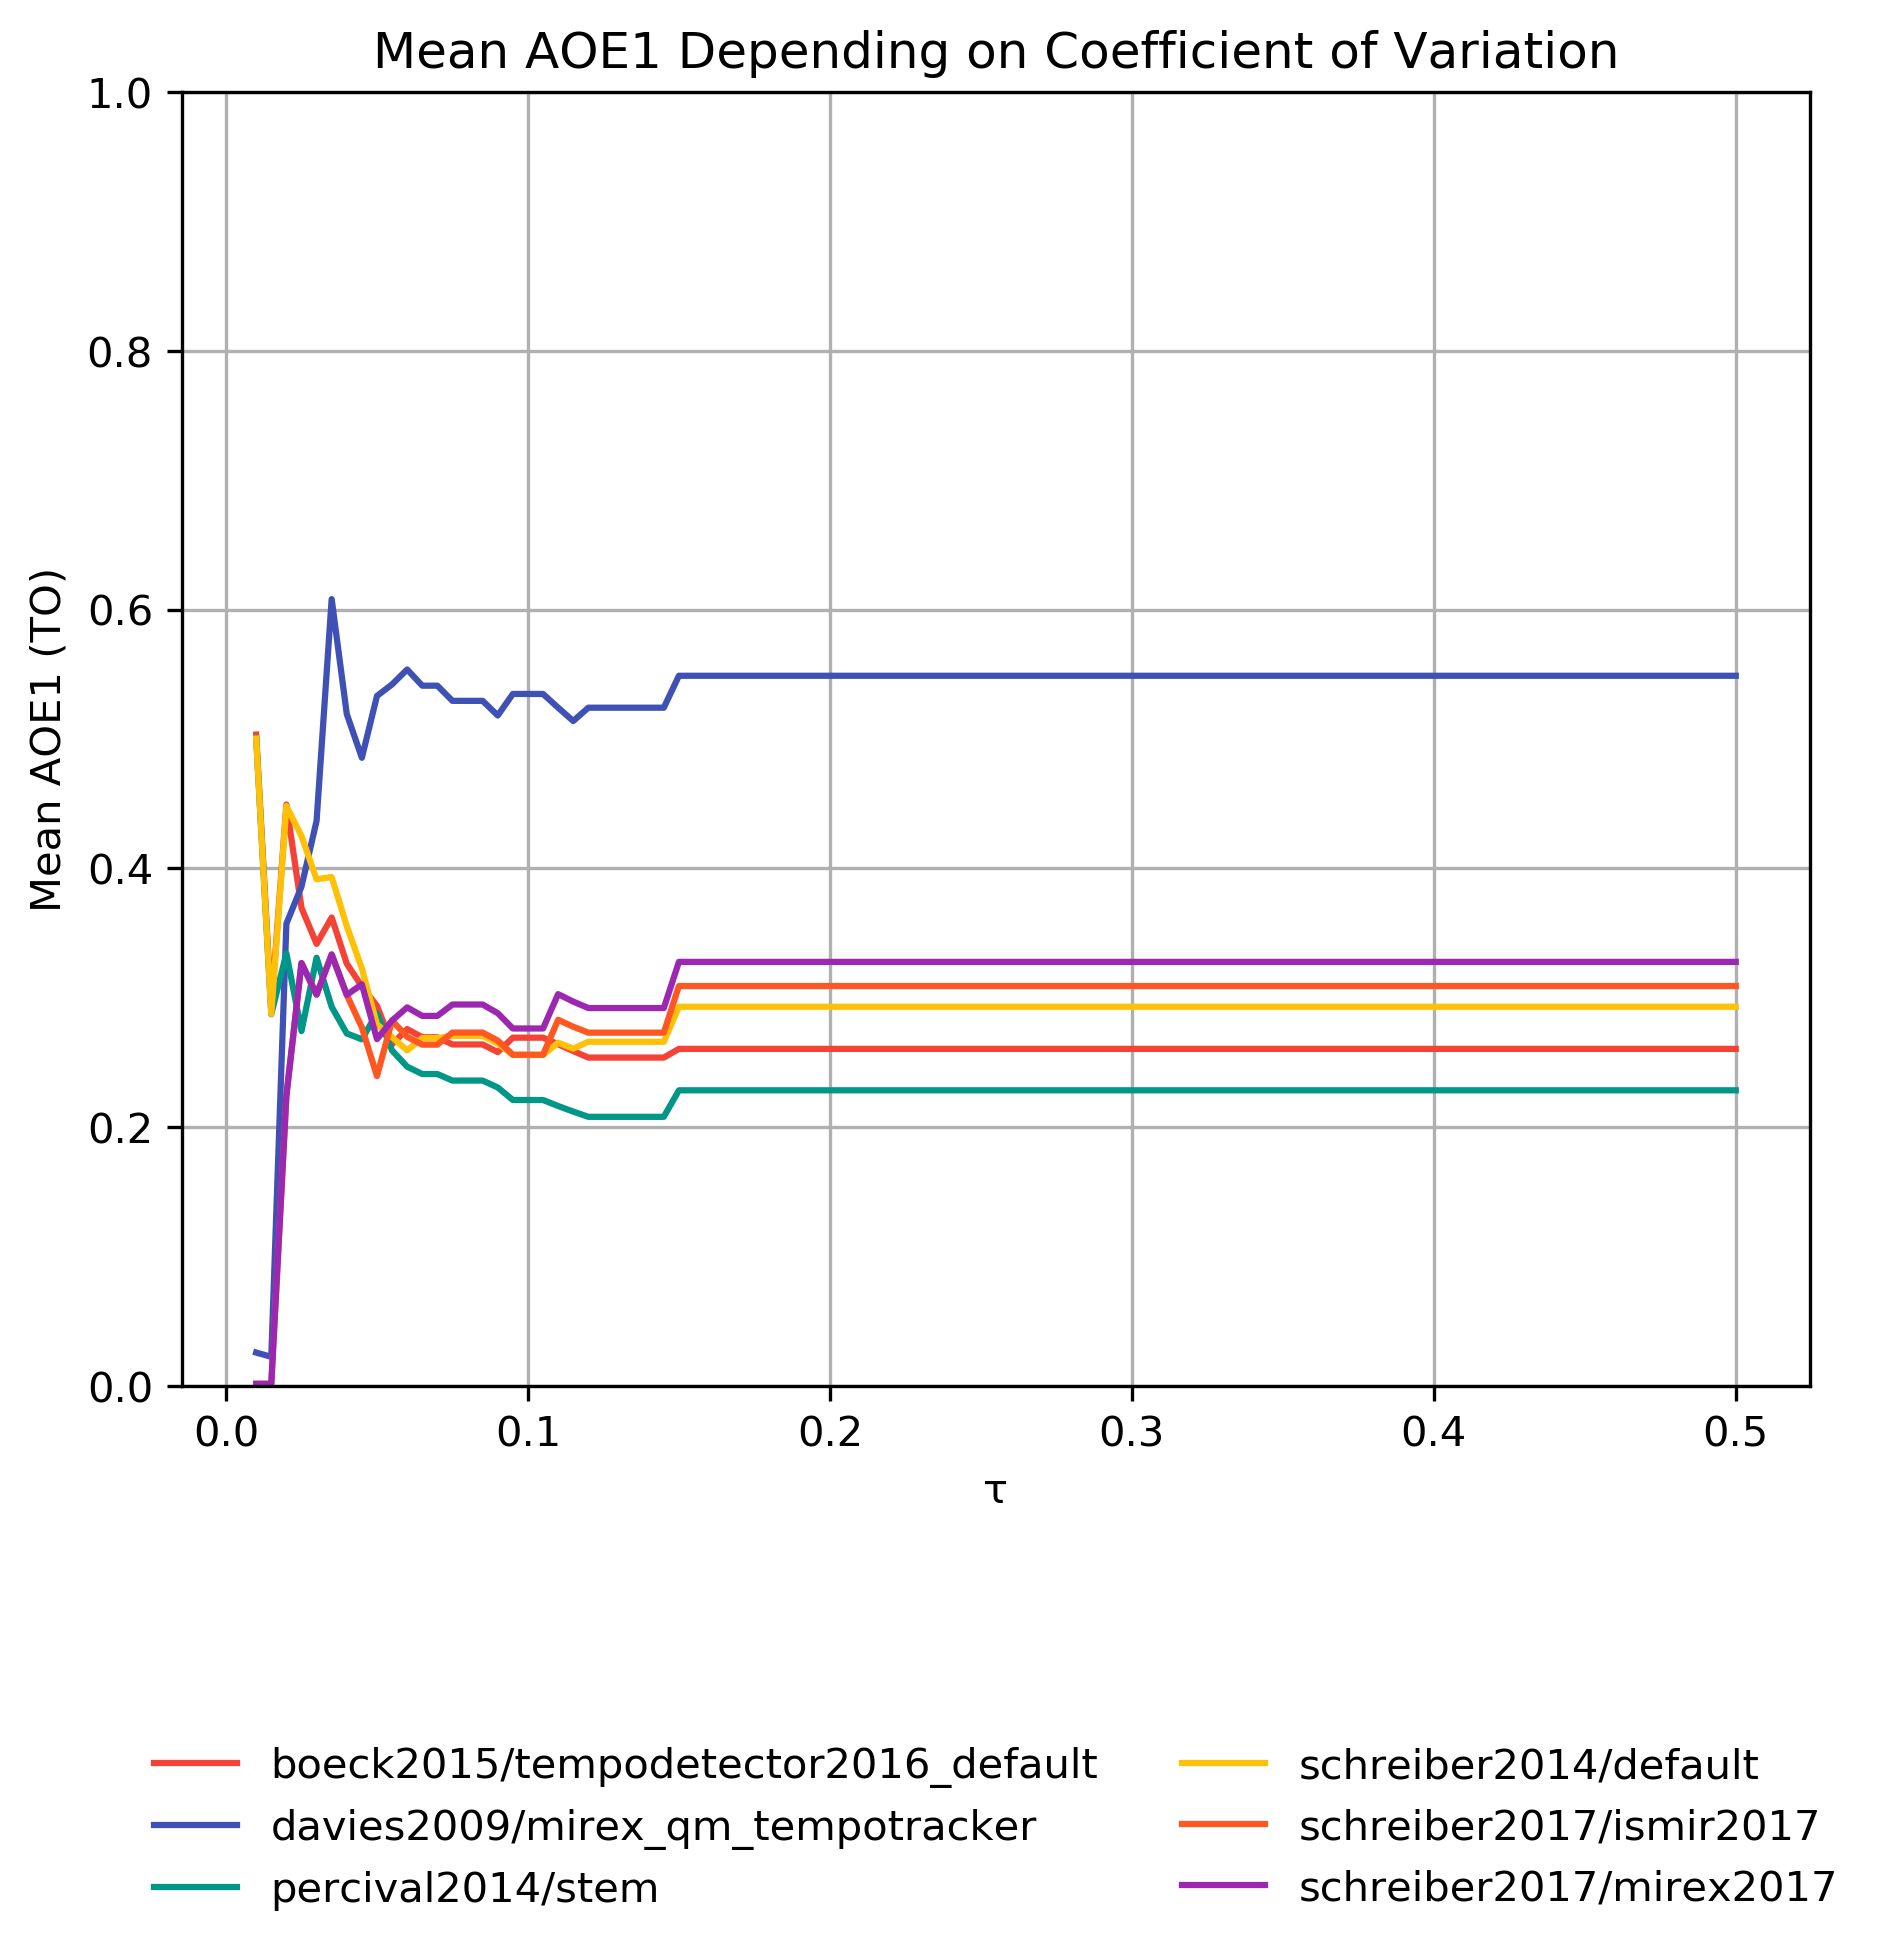 Mean AOE1 Depending on Coefficient of Variation
Mean AOE1 (TO)
1.0
0.8
0.6
0.4
0.2
0.0
0.0 0.1 0.2 0.3 0.4 0.5
τ
boeck2015/tempodetector2016_default
davies2009/mirex_qm_tempotracker
percival2014/stem
schreiber2014/default
schreiber2017/ismir2017
schreiber2017/mirex2017